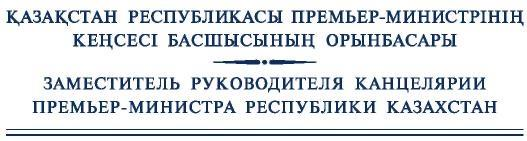 ҚАЗАҚСТАН РЕСПУБЛИКАСЫ ПРЕМЬЕР-МИНИСТРІНІҢ
КЕҢСЕСІ БАСШЫСЫНЫҢ ОРЫНБАСАРЫ
ЗАМЕСТИТЕЛЬ РУКОВОДИТЕЛЯ КАНЦЕЛЯРИИ
ПРЕМЬЕР-МИНИСТРА РЕСПУБЛИКИ КАЗАХСТАН